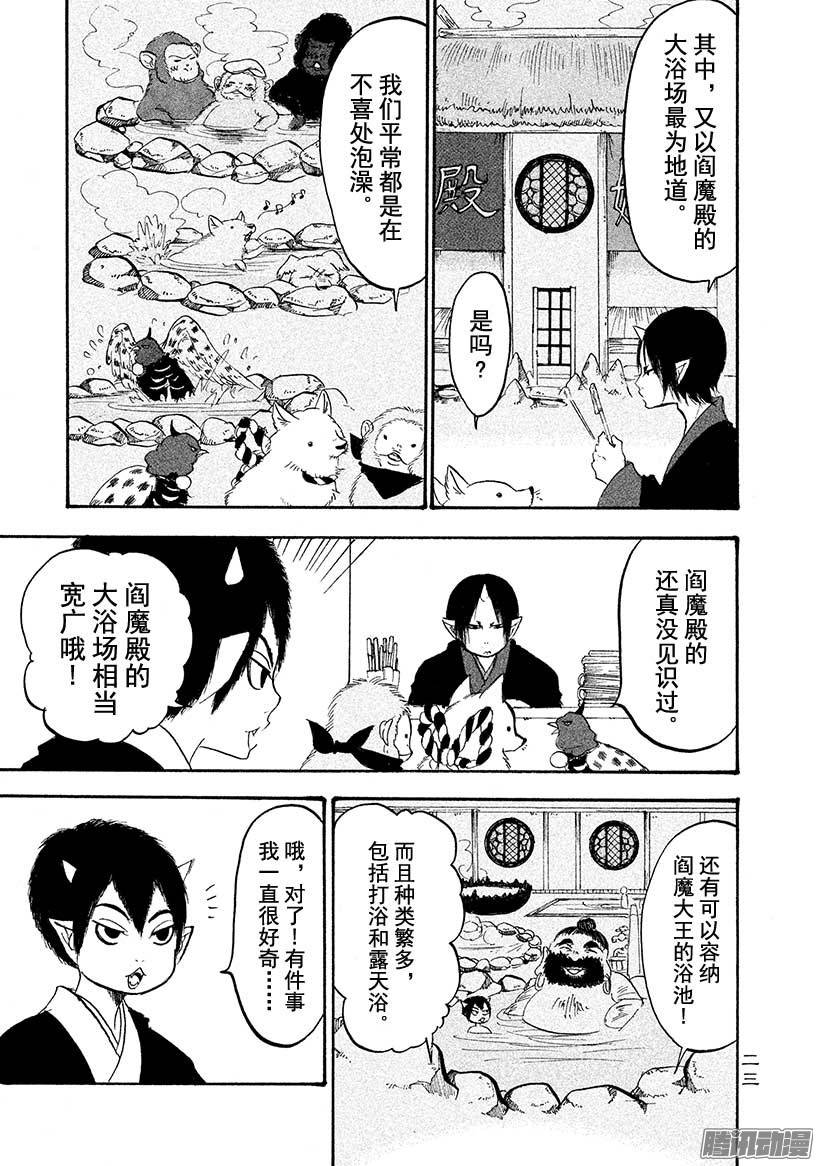 其中，又以阎魔殿的
大浴场最为地道。
殿
是吗？
我们平常都是在
不喜处泡澡。
阎魔殿的
还真没见识过。
阎魔殿的
大浴场相当
宽广哦！
还有可以容纳
阎魔大王的浴池！
而且种类繁多，
包括打浴和露天浴。
哦，对了！有件事
我一直很好奇……
二三
腾讯动漫